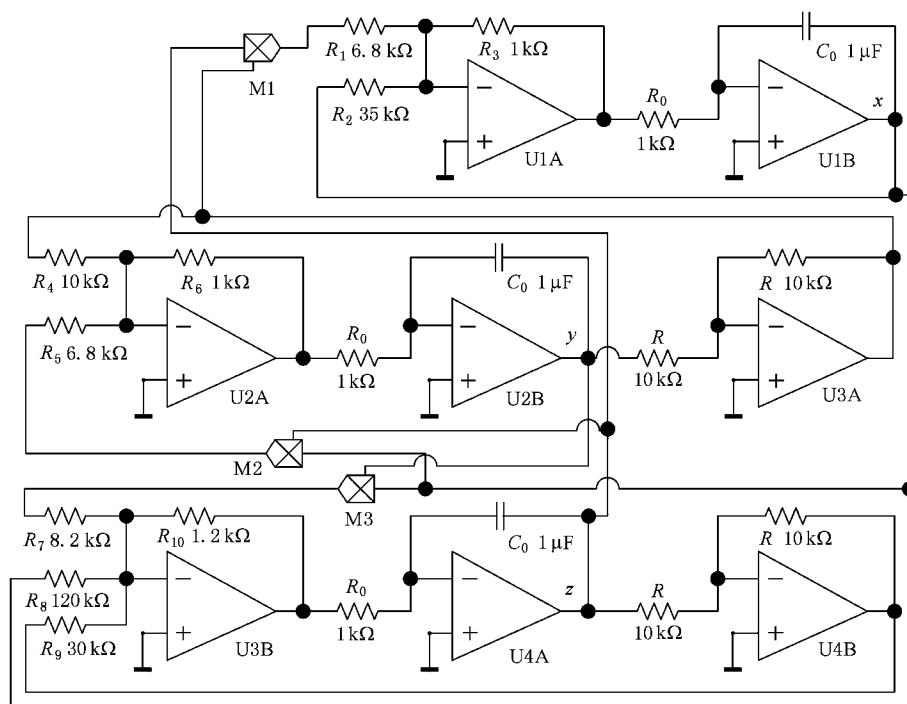 R1 6.8 kΩ
R3 1 kΩ
C0 1 μF
M1
R2 35 kΩ
−
+
U1A
R0
1 kΩ
−
+
U1B
x
R4 10 kΩ
R6 1 kΩ
C0 1 μF
R 10 kΩ
R5 6.8 kΩ
−
+
U2A
R0
1 kΩ
−
+
U2B
y
R
10 kΩ
−
+
U3A
M2
M3
R7 8.2 kΩ
R10 1.2 kΩ
C0 1 μF
R 10 kΩ
R8 120 kΩ
R9 30 kΩ
−
+
U3B
R0
1 kΩ
−
+
U4A
z
R
10 kΩ
−
+
U4B